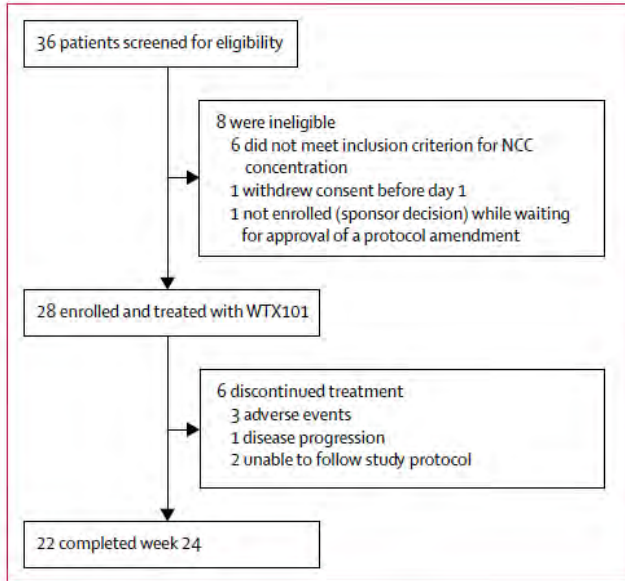 36 patients screened for eligibility
8 were ineligible
6 did not meet inclusion criterion for NCC
concentration
1 withdrew consent before day 1
1 not enrolled (sponsor decision) while waiting
for approval of a protocol amendment
28 enrolled and treated with WTX101
6 discontinued treatment
3 adverse events
1 disease progression
2 unable to follow study protocol
22 completed week 24